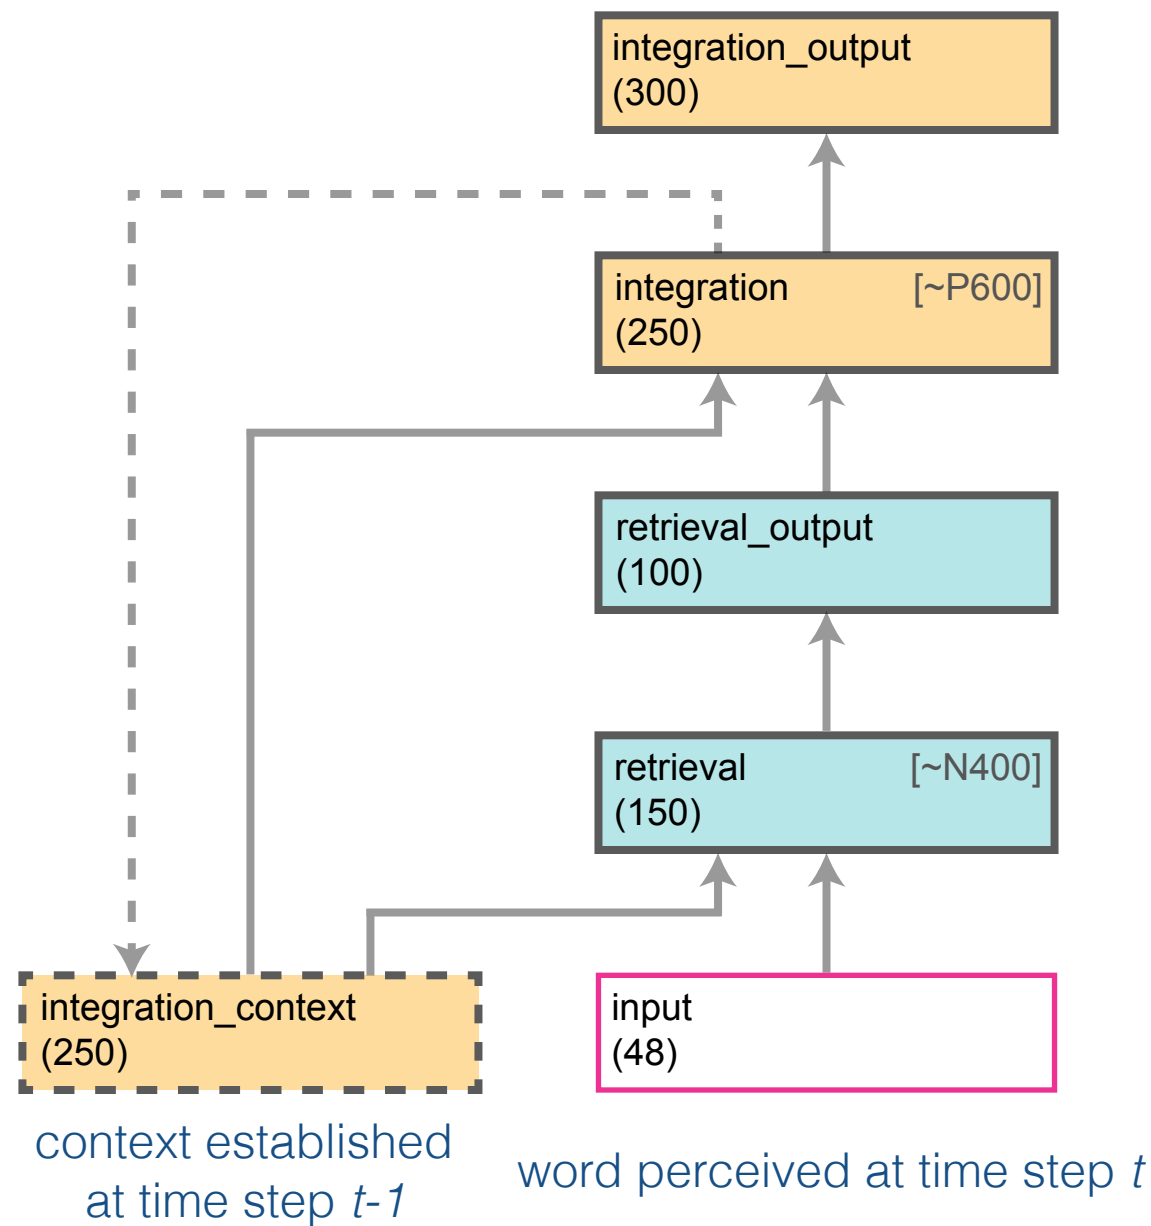 integration_output
(300)
integration [~P600]
(250)
retrieval_output
(100)
retrieval [~N400]
(150)
integration_context
(250)
input
(48)
context established
at time step t-1
word perceived at time step t